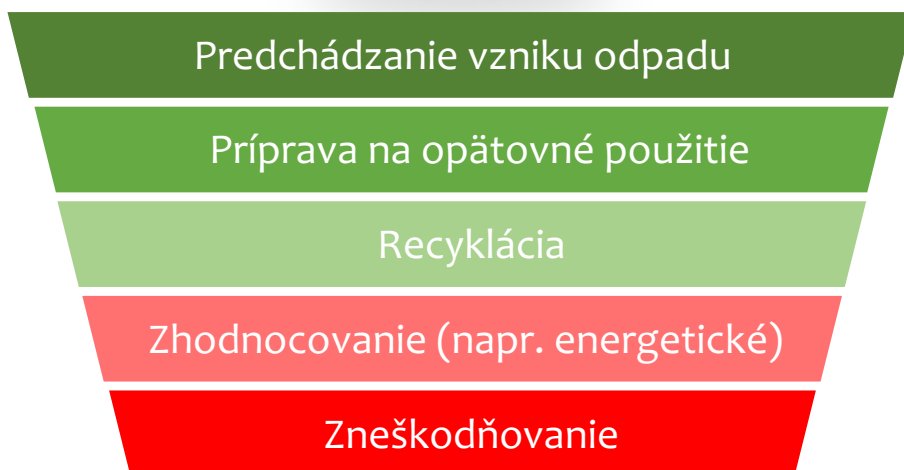 Predchádzanie vzniku odpadu
Príprava na opätovné použitie
Recyklácia
Zhodnocovanie (napr. energetické)
Zneškodňovanie